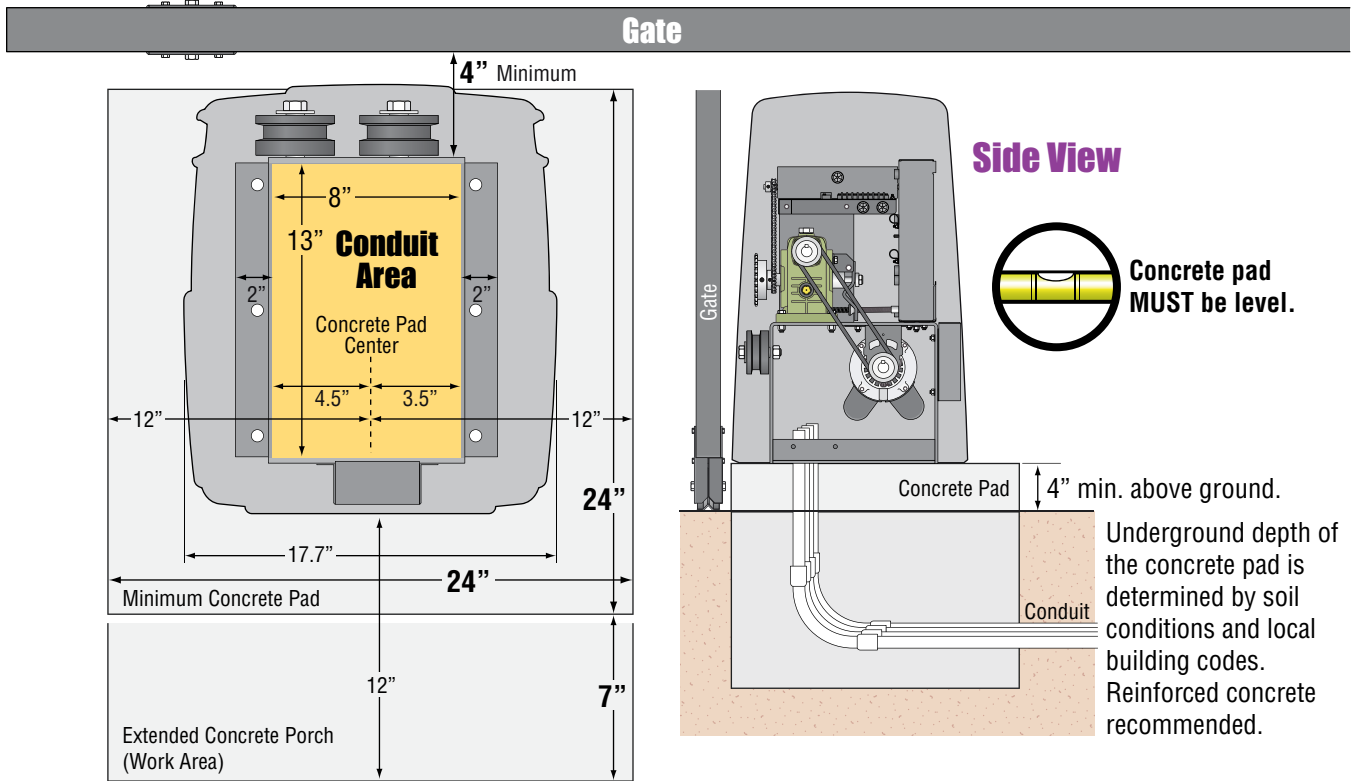 Gate
4” Minimum
8”
13”
Conduit
Area
2”
2”
Concrete Pad
Center
4.5”
3.5”
12”
12”
24”
17.7”
24”
Minimum Concrete Pad
12”
7”
Extended Concrete Porch
(Work Area)
Side View
Gate
Concrete pad
MUST be level.
Concrete Pad
4” min. above ground.
Conduit
Underground depth of
the concrete pad is
determined by soil
conditions and local
building codes.
Reinforced concrete
recommended.